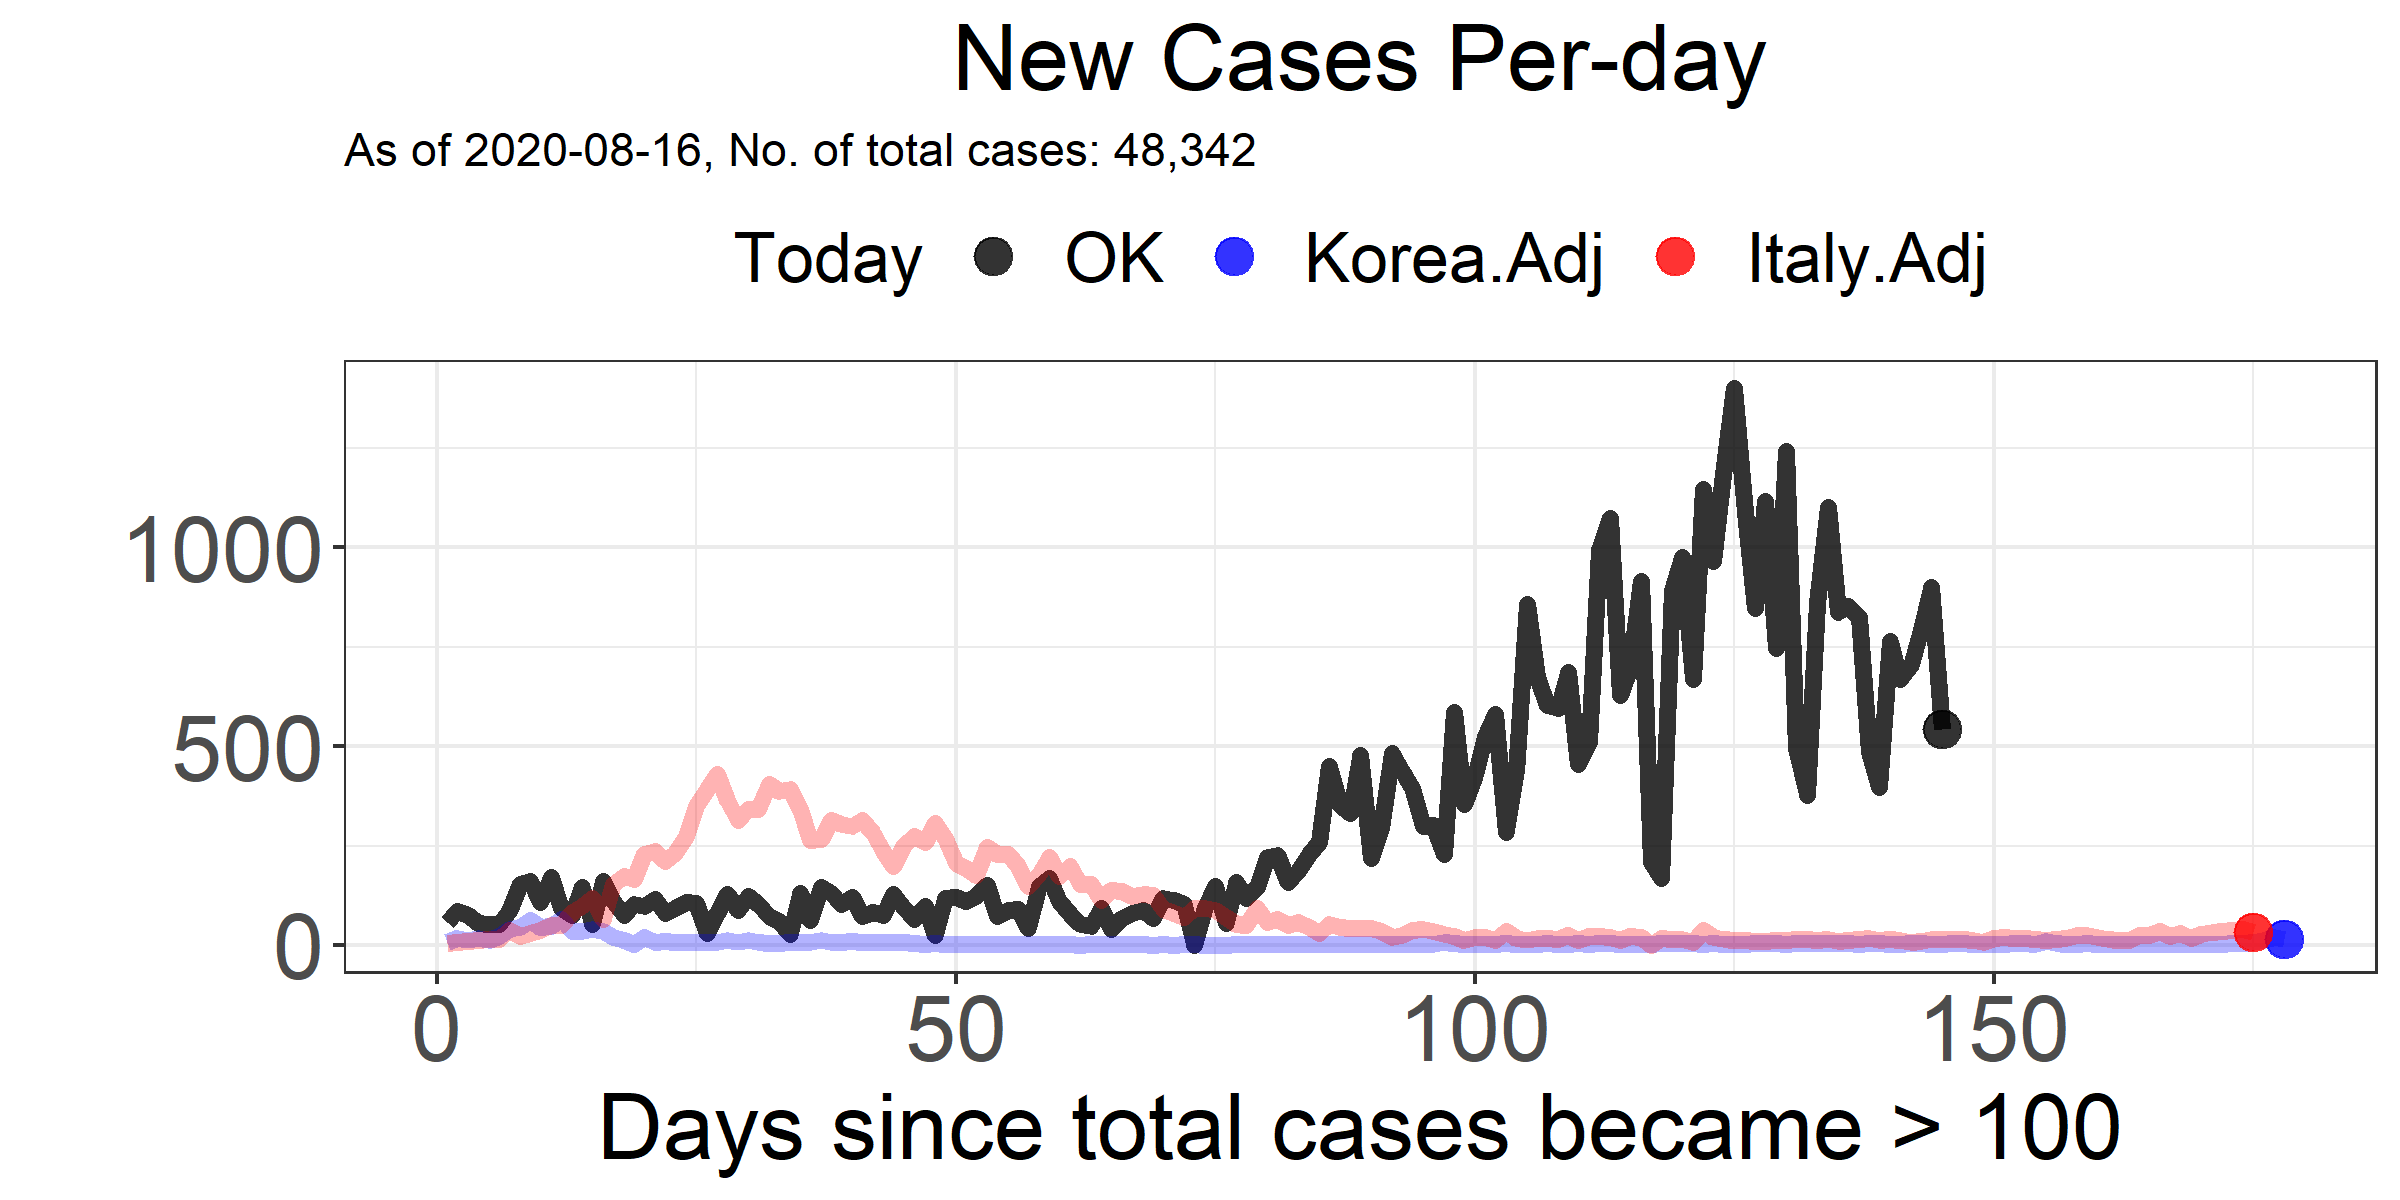 New Cases Per-day
As of 2020-08-16, No. of total cases: 48,342
Today OK Korea.Adj Italy.Adj
1000
500
0
0 50 100 150
Days since total cases became > 100